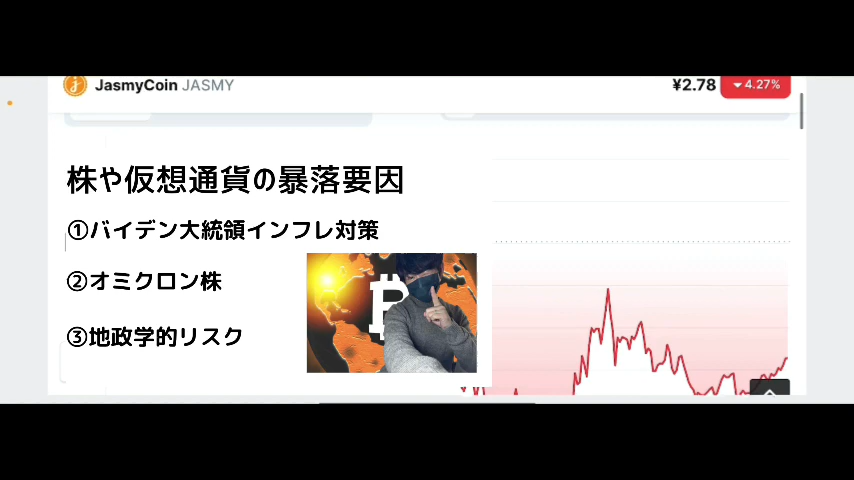 JasmyCoin JASMY
¥2.78
4.27%
株や仮想通貨の暴落要因
①バイデン大統領インフレ対策
②オミクロン株
③地政学的リスク